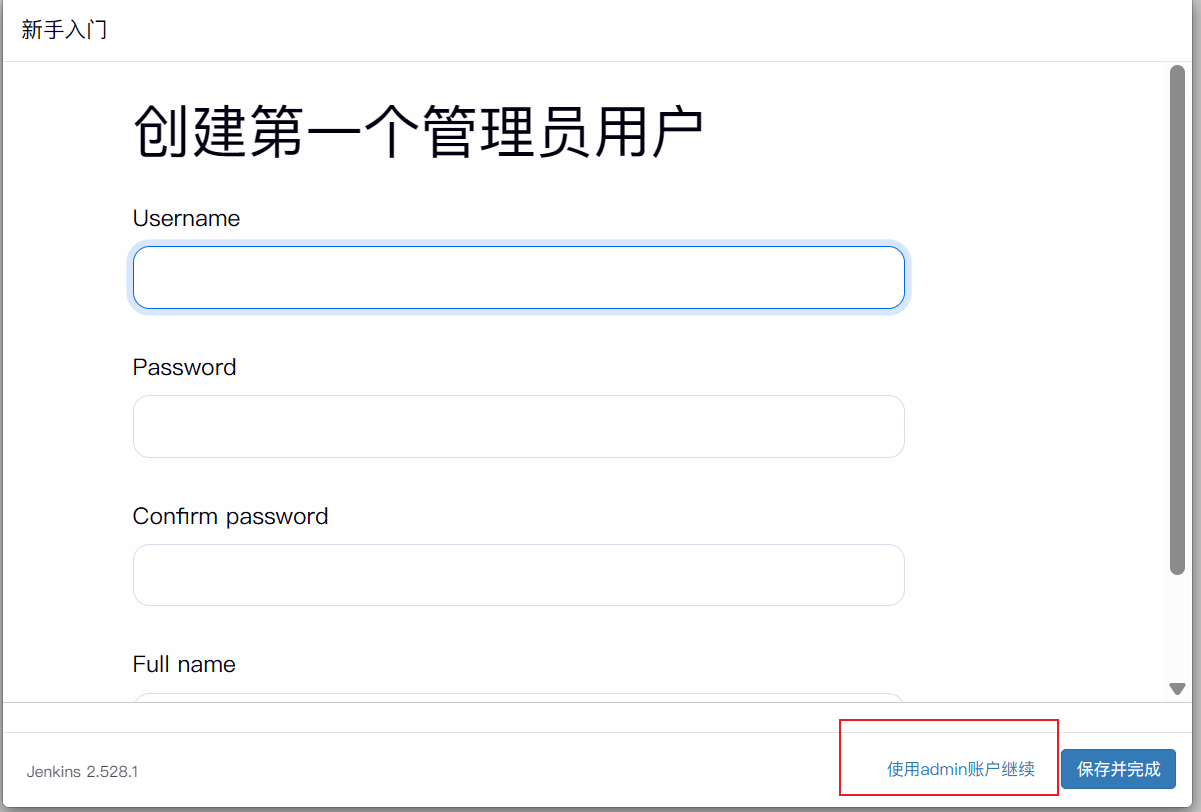 新手入门
创建第一个管理员用户
Username
Password
Confirm password
Full name
Jenkins 2.528.1
使用admin账户继续
保存并完成